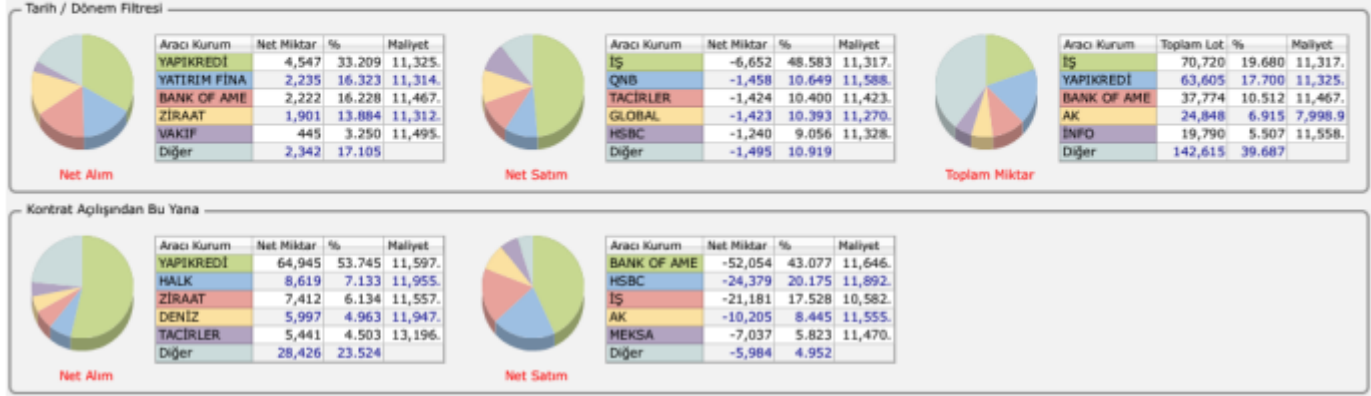 Tarih / Dönem Filtresi
Aracı Kurum Net Miktar % Maliyet
YAPIKREDİ 4,547 33.209 11,325.
YATIRIM FİNA 2,235 16.323 11,314.
BANK OF AME 2,222 16.228 11,467.
ZİRAAT 1,901 13.884 11,312.
VAKIF 445 3.250 11,495.
Diğer 2,342 17.105
Net Alım
Aracı Kurum Net Miktar % Maliyet
İŞ -6,652 48.583 11,317.
QNB -1,458 10.649 11,588.
TACİRLER -1,424 10.400 11,423.
GLOBAL -1,423 10.393 11,270.
HSBC -1,240 9.056 11,328.
Diğer -1,495 10.919
Net Satım
Aracı Kurum Toplam Lot % Maliyet
İŞ 70,720 19.680 11,317.
YAPIKREDİ 63,605 17.700 11,325.
BANK OF AME 37,774 10.512 11,467.
AK 24,848 6.915 7,998.9
İNFO 19,790 5.507 11,558.
Diğer 142,615 39.687
Toplam Miktar
Kontrat Açılışından Bu Yana
Aracı Kurum Net Miktar % Maliyet
YAPIKREDİ 64,945 53.745 11,597.
HALK 8,619 7.133 11,955.
ZİRAAT 7,412 6.134 11,557.
DENİZ 5,997 4.963 11,947.
TACİRLER 5,441 4.503 13,196.
Diğer 28,426 23.524
Net Alım
Aracı Kurum Net Miktar % Maliyet
BANK OF AME -52,054 43.077 11,646.
HSBC -24,379 20.175 11,892.
İŞ -21,181 17.528 10,582.
AK -10,205 8.445 11,555.
MEKSA -7,037 5.823 11,470.
Diğer -5,984 4.952
Net Satım